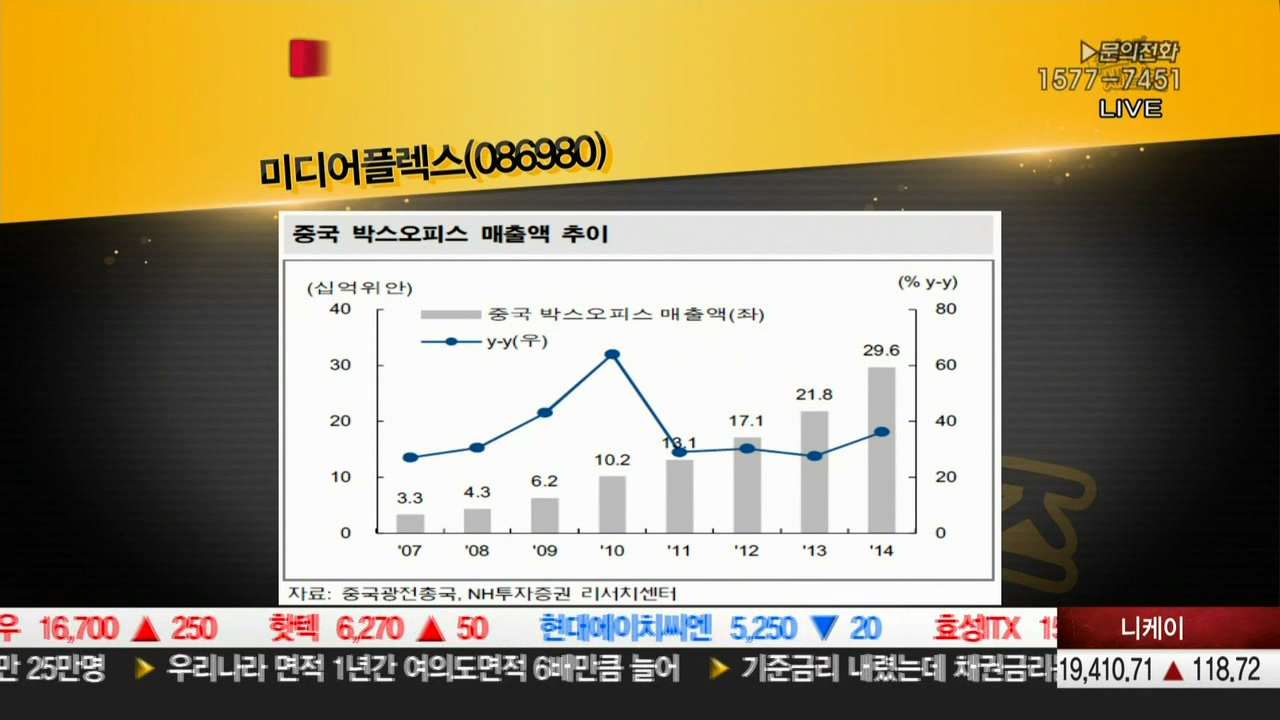 ▶문의전화
1577-7451
LIVE
미디어플렉스(086980)
중국 박스오피스 매출액 추이
(십억위안)
(% y-y)
중국 박스오피스 매출액(좌)
y-y(우)
40
30
20
10
0
80
60
40
20
0
3.3
4.3
6.2
10.2
13.1
17.1
21.8
29.6
'07 '08 '09 '10 '11 '12 '13 '14
자료: 중국광전총국, NH투자증권 리서치센터
우 16,700 ▲ 250 핫텍 6,270 ▲ 50 현대에이치씨엔 5,250 ▼ 20 효성ITX
니케이
만 25만명 ▶ 우리나라 면적 1년간 여의도면적 6배만큼 늘어 ▶ 기준금리 내렸는데 채권금리
19,410.71 ▲ 118.72